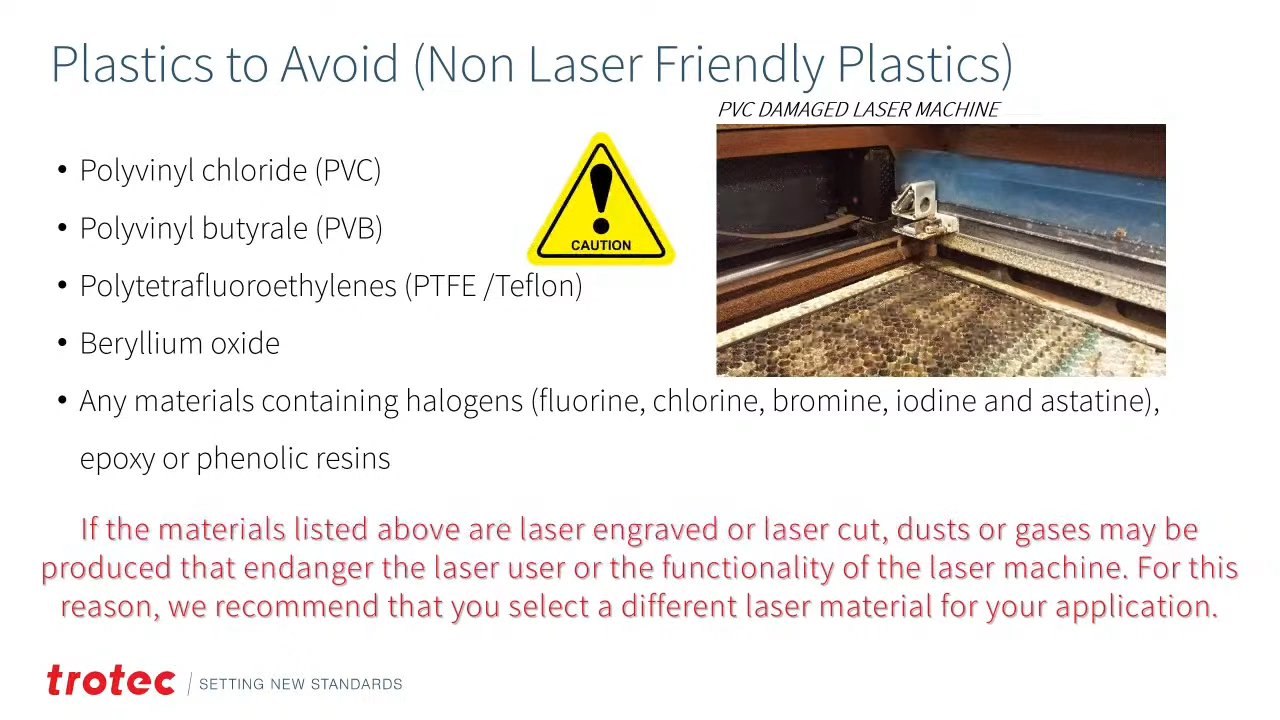 Plastics to Avoid (Non Laser Friendly Plastics)
PVC DAMAGED LASER MACHINE
• Polyvinyl chloride (PVC)
• Polyvinyl butyrale (PVB)
• Polytetrafluoroethylenes (PTFE /Teflon)
• Beryllium oxide
• Any materials containing halogens (fluorine, chlorine, bromine, iodine and astatine),
epoxy or phenolic resins
CAUTION
If the materials listed above are laser engraved or laser cut, dusts or gases may be
produced that endanger the laser user or the functionality of the laser machine. For this
reason, we recommend that you select a different laser material for your application.
trotec / SETTING NEW STANDARDS